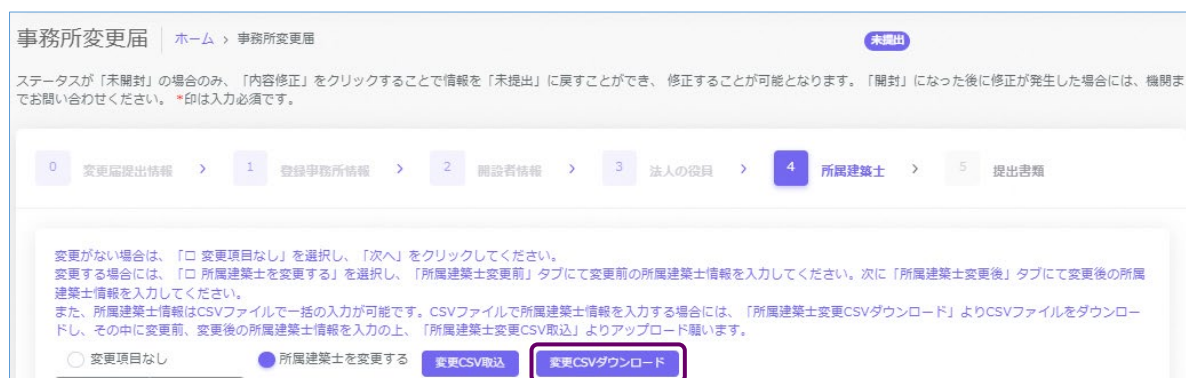 事務所変更届 ホーム > 事務所変更届 未提出
ステータスが「未開封」の場合のみ、「内容修正」をクリックすることで情報を「未提出」に戻すことができ、 修正することが可能となります。「開封」になった後に修正が発生した場合には、機関ま
でお問い合わせください。 *印は入力必須です。
0 変更届提出情報 > 1 登録事務所情報 > 2 開設者情報 > 3 法人の役員 > 4 所属建築士 > 5 提出書類
変更がない場合は、「□ 変更項目なし」を選択し、「次へ」をクリックしてください。
変更する場合には、「□ 所属建築士を変更する」を選択し、「所属建築士変更前」タブにて変更前の所属建築士情報を入力してください。次に「所属建築士変更後」タブにて変更後の所属
建築士情報を入力してください。
また、所属建築士情報はCSVファイルで一括の入力が可能です。CSVファイルで所属建築士情報を入力する場合には、「所属建築士変更CSVダウンロード」よりCSVファイルをダウンロー
ドし、その中に変更前、変更後の所属建築士情報を入力の上、「所属建築士変更CSV取込」よりアップロード願います。
変更項目なし 所属建築士を変更する 変更CSV取込 変更CSVダウンロード